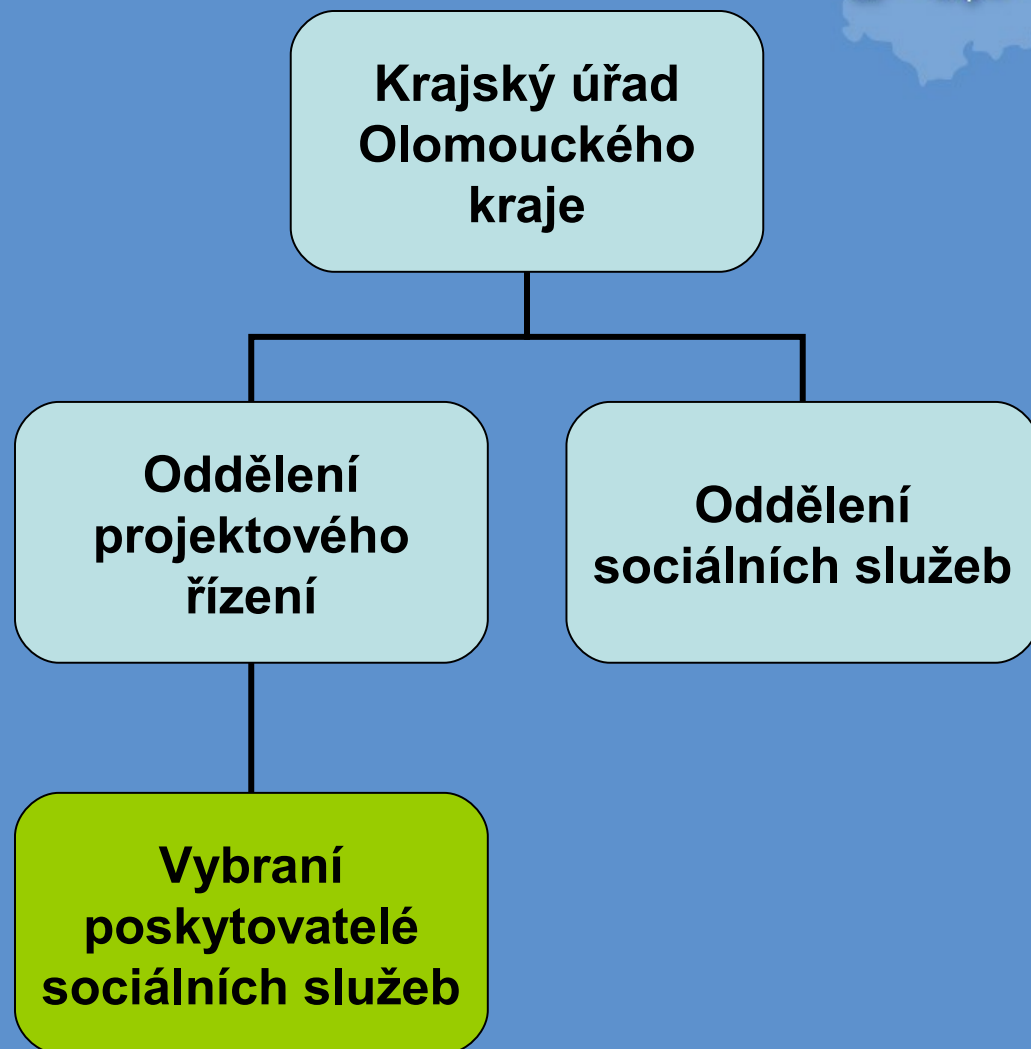 Krajský úřad
Olomouckého
kraje
Oddělení
projektového
řízení
Oddělení
sociálních služeb
Vybraní
poskytovatelé
sociálních služeb